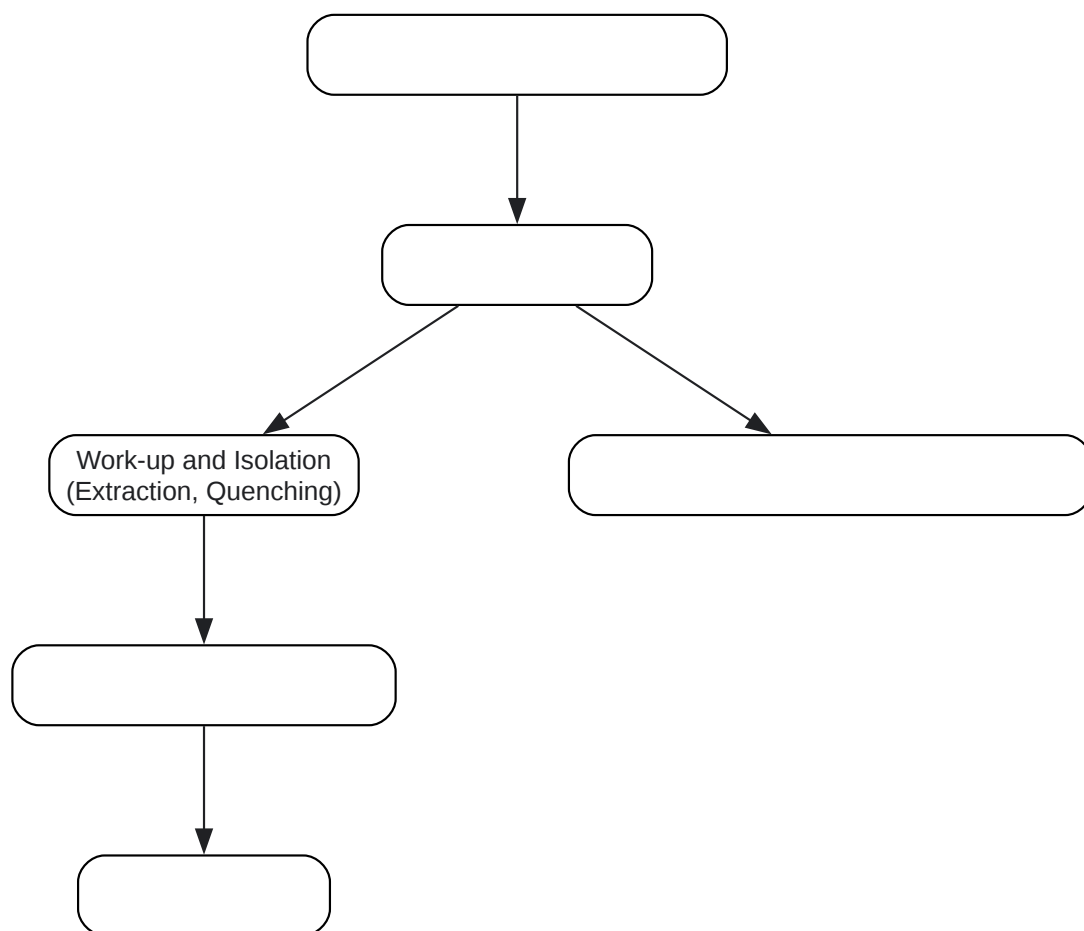 Work-up and Isolation
(Extraction, Quenching)